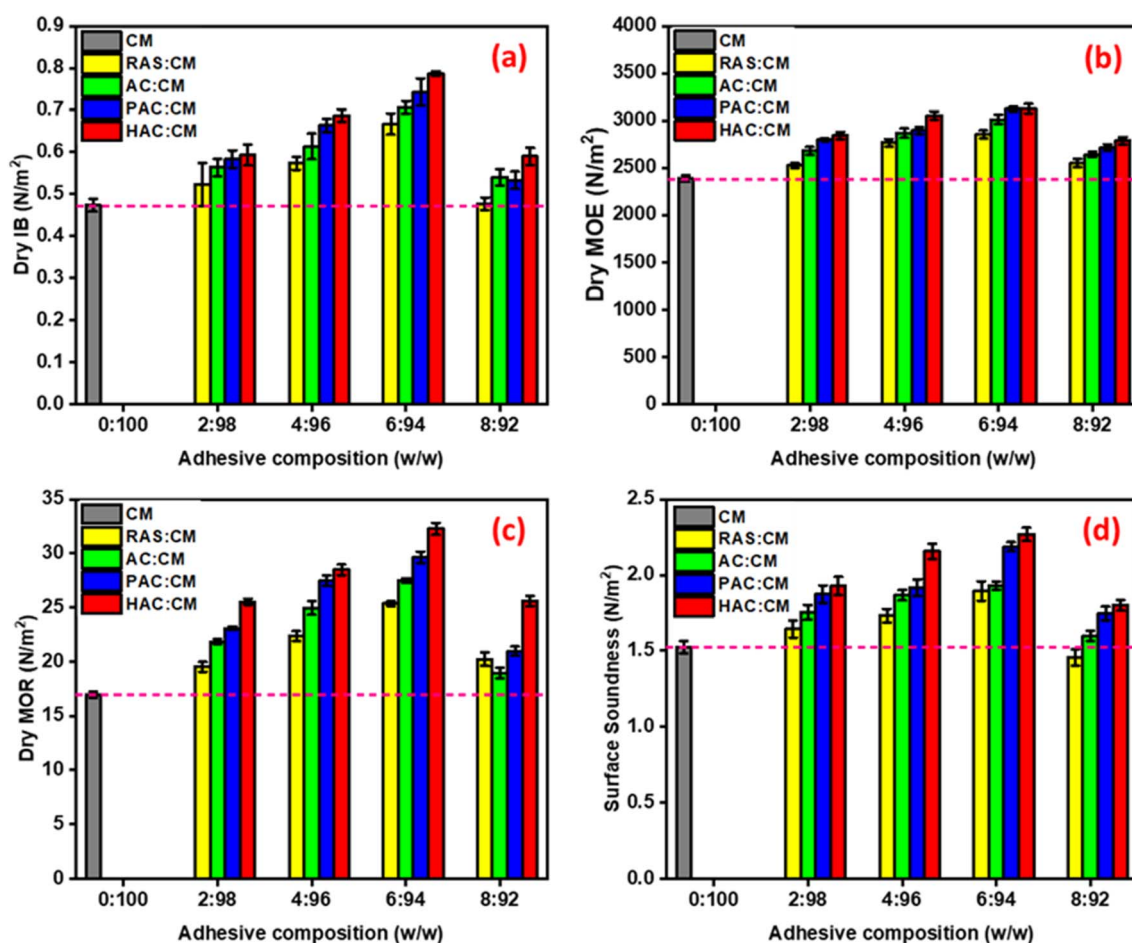 (a)
CM
RAS:CM
AC:CM
PAC:CM
HAC:CM
Dry IB (N/m²)
0.9
0.8
0.7
0.6
0.5
0.4
0.3
0.2
0.1
0.0
0:100 2:98 4:96 6:94 8:92
Adhesive composition (w/w)
(b)
CM
RAS:CM
AC:CM
PAC:CM
HAC:CM
Dry MOE (N/m²)
4000
3500
3000
2500
2000
1500
1000
500
0
0:100 2:98 4:96 6:94 8:92
Adhesive composition (w/w)
(c)
CM
RAS:CM
AC:CM
PAC:CM
HAC:CM
Dry MOR (N/m²)
35
30
25
20
15
10
5
0
0:100 2:98 4:96 6:94 8:92
Adhesive composition (w/w)
(d)
CM
RAS:CM
AC:CM
PAC:CM
HAC:CM
Surface Soundness (N/m²)
2.5
2.0
1.5
1.0
0.5
0.0
0:100 2:98 4:96 6:94 8:92
Adhesive composition (w/w)